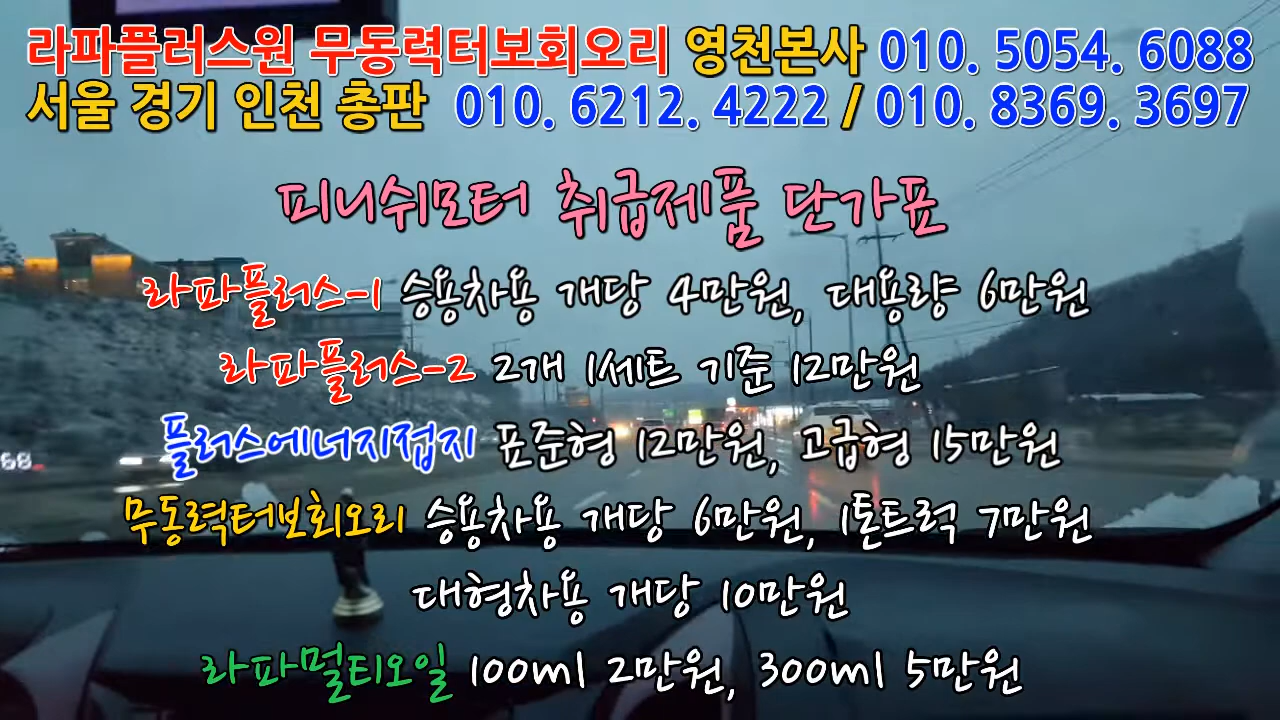 라파플러스원 무동력터보회오리 영천본사 010. 5054. 6088
서울 경기 인천 총판 010. 6212. 4222 / 010. 8369. 3697
피니쉬모터 취급제품 단가표
라파플러스-1 승용차용 개당 4만원, 대용량 6만원
라파플러스-2 2개 1세트 기준 12만원
플러스에너지접지 표준형 12만원, 고급형 15만원
68
무동력터보회오리 승용차용 개당 6만원, 1톤트럭 7만원
대형차용 개당 10만원
라파멀티오일 100ml 2만원, 300ml 5만원